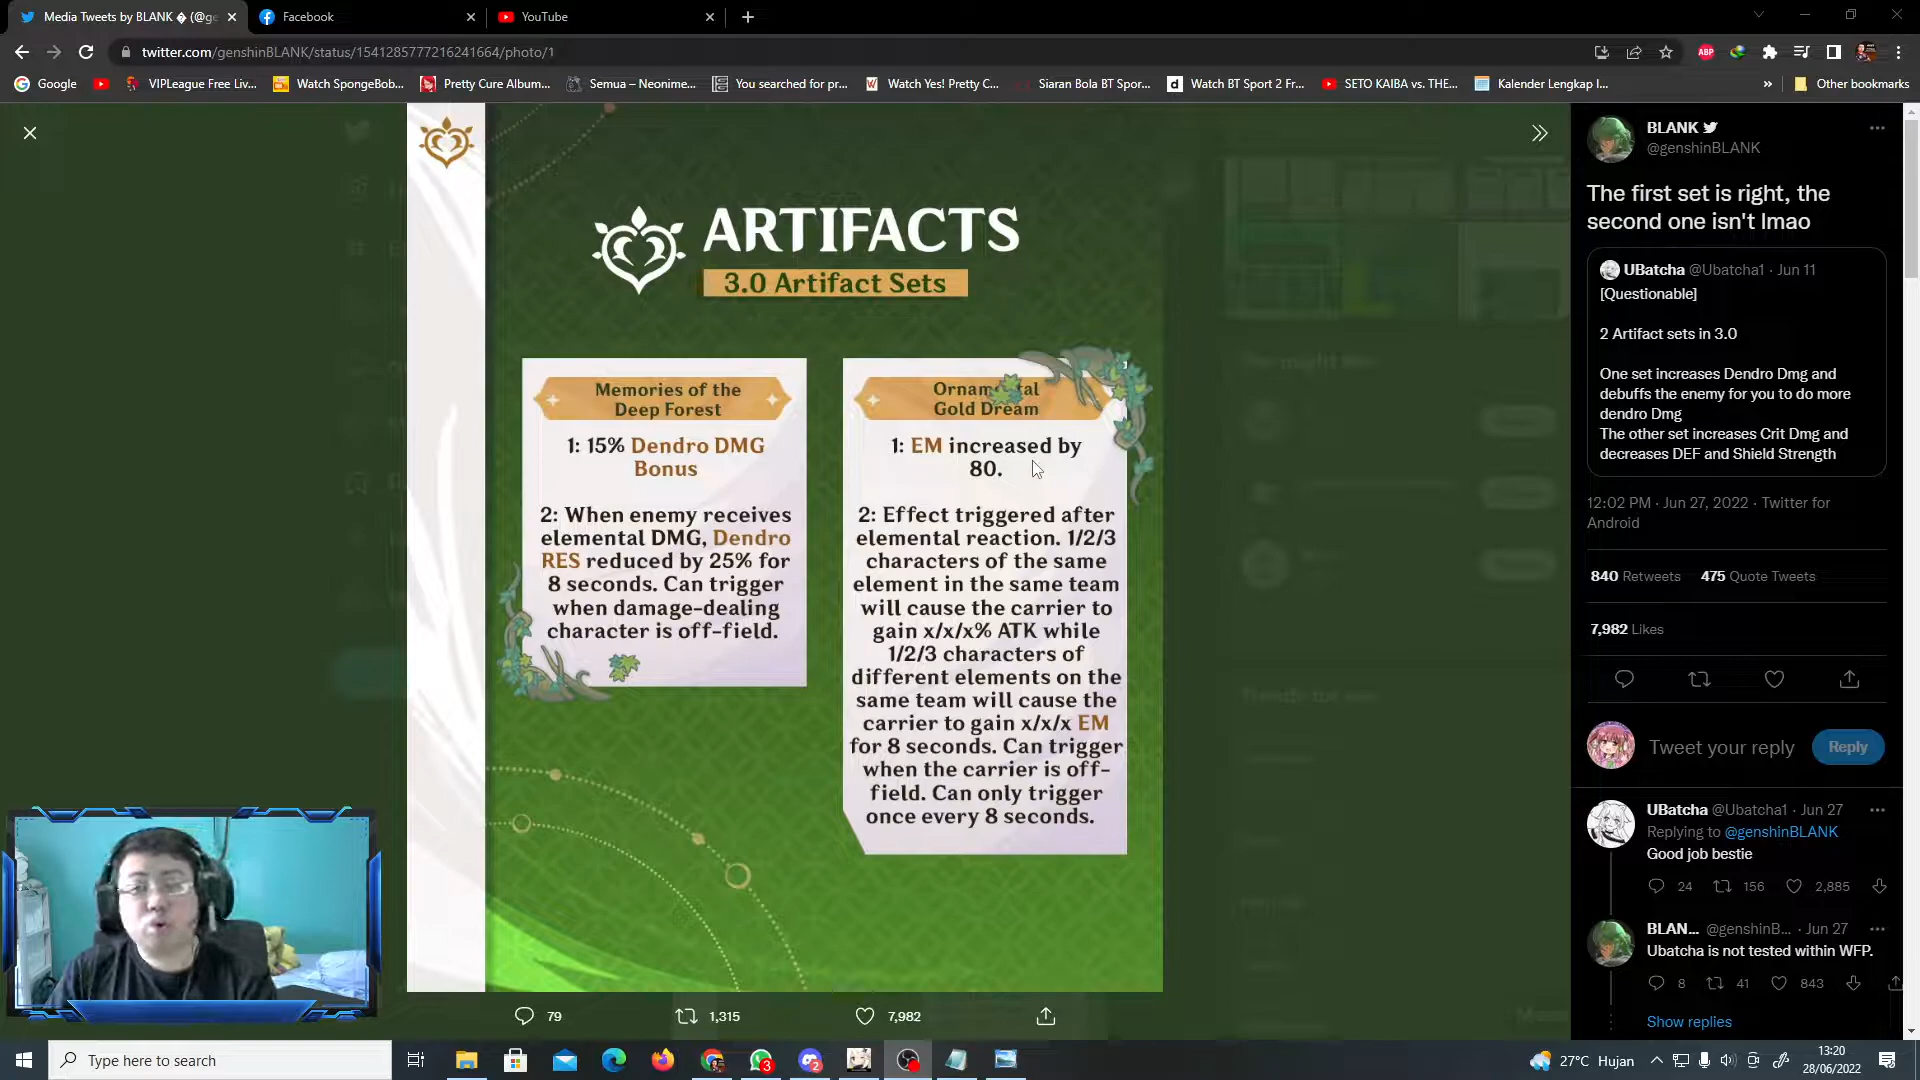 Media Tweets by BLANK � (@ge
Facebook
YouTube
twitter.com/genshinBLANK/status/1541285777216241664/photo/1
ABP
Google
VIPLeague Free Liv...
Watch SpongeBob...
Pretty Cure Album...
Semua – Neonime...
You searched for pr...
Watch Yes! Pretty C...
Siaran Bola BT Spor...
Watch BT Sport 2 Fr...
SETO KAIBA vs. THE...
Kalender Lengkap I...
Other bookmarks
ARTIFACTS
3.0 Artifact Sets
Memories of the
Deep Forest
1: 15% Dendro DMG
Bonus
2: When enemy receives
elemental DMG, Dendro
RES reduced by 25% for
8 seconds. Can trigger
when damage-dealing
character is off-field.
Ornamental
Gold Dream
1: EM increased by
80.
2: Effect triggered after
elemental reaction. 1/2/3
characters of the same
element in the same team
will cause the carrier to
gain x/x/x% ATK while
1/2/3 characters of
different elements on the
same team will cause the
carrier to gain x/x/x EM
for 8 seconds. Can trigger
when the carrier is off-
field. Can only trigger
once every 8 seconds.
79
1,315
7,982
BLANK
@genshinBLANK
The first set is right, the
second one isn't lmao
UBatcha @Ubatcha1 · Jun 11
[Questionable]
2 Artifact sets in 3.0
One set increases Dendro Dmg and
debuffs the enemy for you to do more
dendro Dmg
The other set increases Crit Dmg and
decreases DEF and Shield Strength
12:02 PM · Jun 27, 2022 · Twitter for
Android
840 Retweets 475 Quote Tweets
7,982 Likes
Tweet your reply
Reply
UBatcha @Ubatcha1 · Jun 27
Replying to @genshinBLANK
Good job bestie
24
156
2,885
BLAN... @genshinB... · Jun 27
Ubatcha is not tested within WFP.
8
41
843
Show replies
Type here to search
3
2
27°C Hujan
13:20
28/06/2022